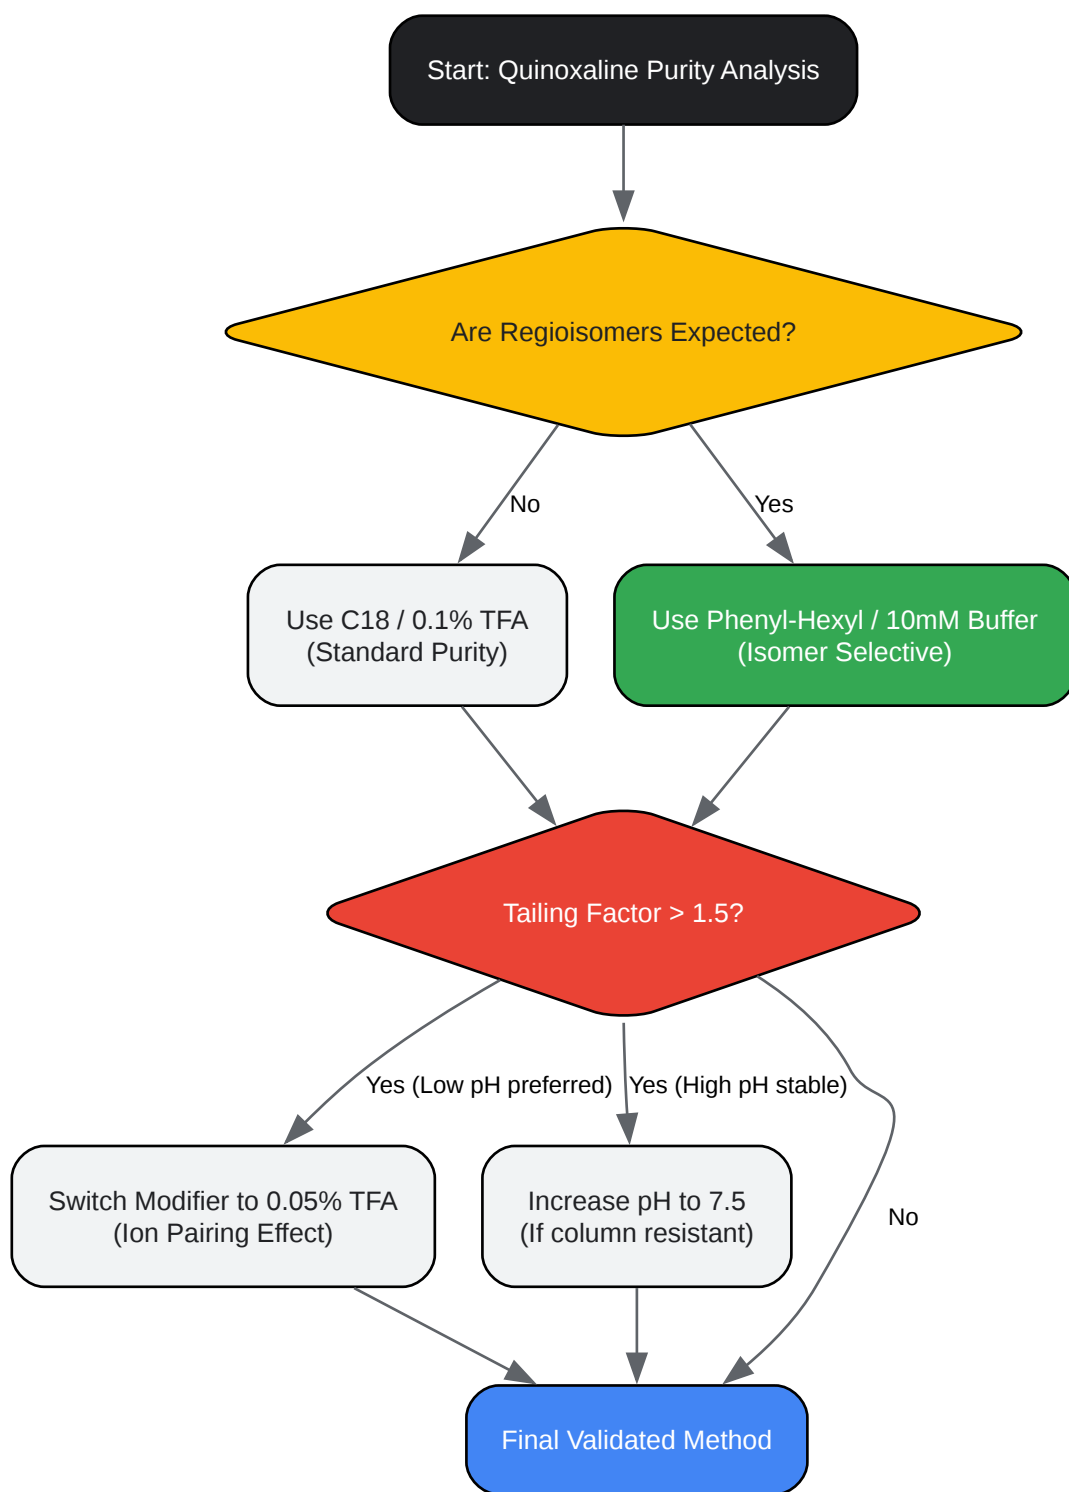 Start: Quinoxaline Purity Analysis
Are Regioisomers Expected?
No
Yes
Use C18 / 0.1% TFA
(Standard Purity)
Use Phenyl-Hexyl / 10mM Buffer
(Isomer Selective)
Tailing Factor > 1.5?
Yes (Low pH preferred)
Yes (High pH stable)
No
Switch Modifier to 0.05% TFA
(Ion Pairing Effect)
Increase pH to 7.5
(If column resistant)
Final Validated Method